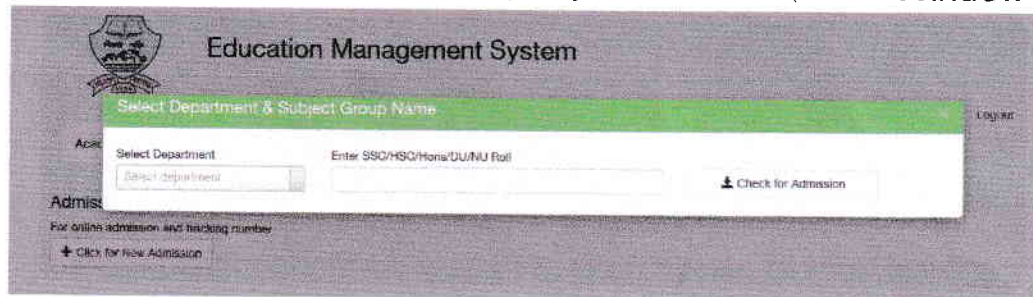 Education Management System
Select Department & Subject Group Name
Logout
Acad
Select Department
Enter SSC/HSC/Hons/DU/NU Roll
Select department
Check for Admission
Admiss
For online admission and tracking number
Click for New Admission